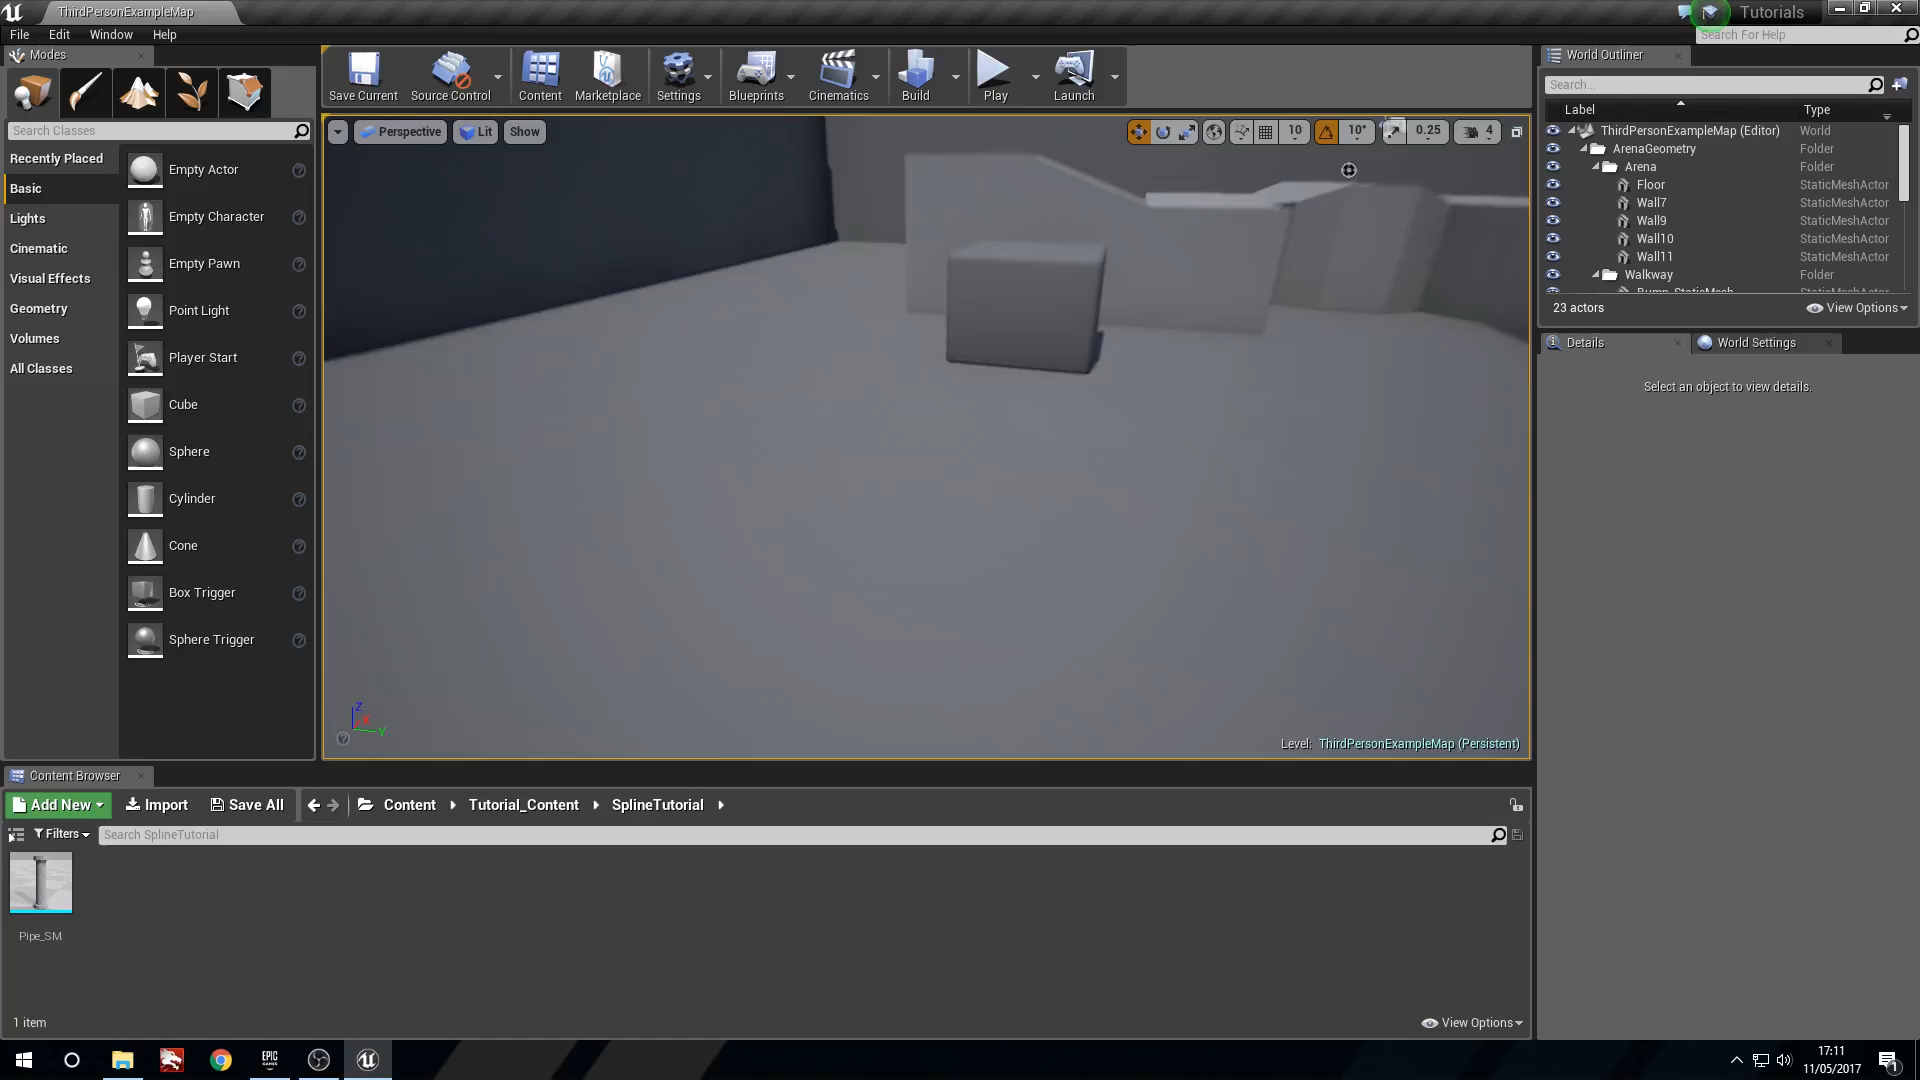 ThirdPersonExampleMap
Tutorials
File Edit Window Help
Search For Help
Modes
Save Current Source Control Content Marketplace Settings Blueprints Cinematics Build Play Launch
World Outliner
Search...
Label Type
ThirdPersonExampleMap (Editor) World
ArenaGeometry Folder
Arena Folder
Floor StaticMeshActor
Wall7 StaticMeshActor
Wall9 StaticMeshActor
Wall10 StaticMeshActor
Wall11 StaticMeshActor
Walkway Folder
Bump_StaticMesh
23 actors View Options
Search Classes
Recently Placed
Basic
Lights
Cinematic
Visual Effects
Geometry
Volumes
All Classes
Empty Actor
Empty Character
Empty Pawn
Point Light
Player Start
Cube
Sphere
Cylinder
Cone
Box Trigger
Sphere Trigger
Perspective Lit Show
10 10° 0.25 4
Z X Y
Level: ThirdPersonExampleMap (Persistent)
Details World Settings
Select an object to view details.
Content Browser
Add New Import Save All Content Tutorial_Content SplineTutorial
Filters Search SplineTutorial
Pipe_SM
1 item View Options
EPIC GAMES
17:11
11/05/2017
1